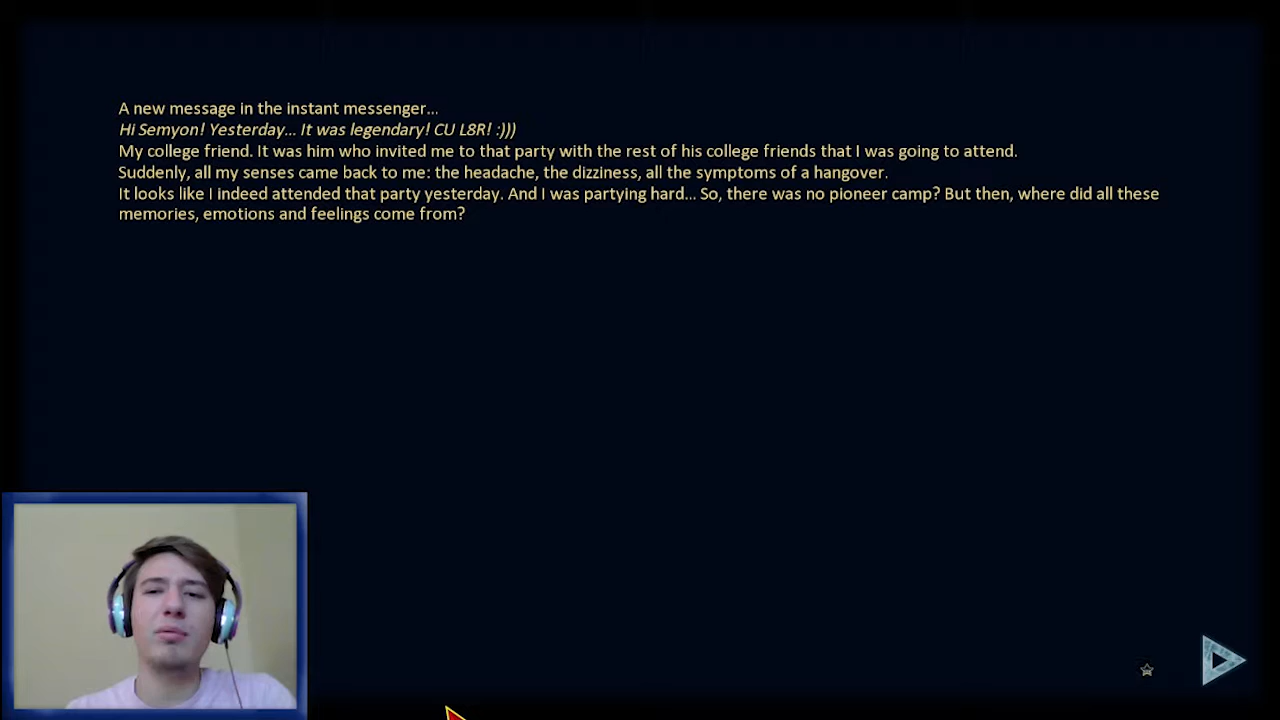 A new message in the instant messenger...
Hi Semyon! Yesterday... It was legendary! CU L8R! :)))
My college friend. It was him who invited me to that party with the rest of his college friends that I was going to attend.
Suddenly, all my senses came back to me: the headache, the dizziness, all the symptoms of a hangover.
It looks like I indeed attended that party yesterday. And I was partying hard... So, there was no pioneer camp? But then, where did all these
memories, emotions and feelings come from?